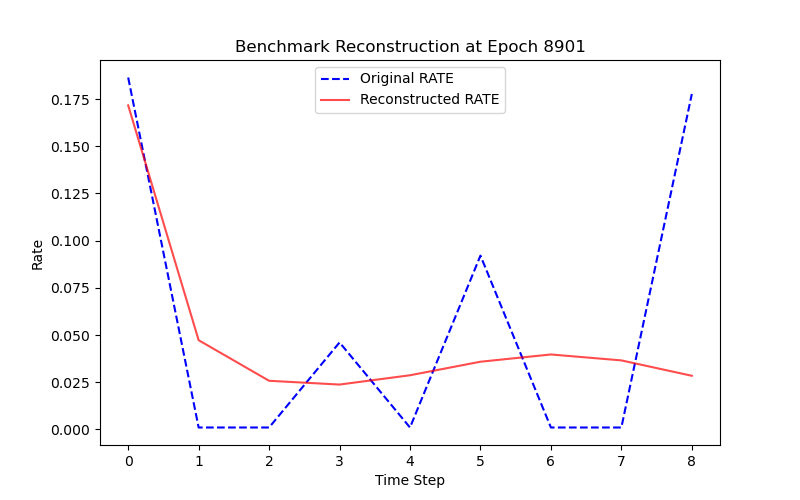 Benchmark Reconstruction at Epoch 8901
Original RATE
Reconstructed RATE
Rate
0.175
0.150
0.125
0.100
0.075
0.050
0.025
0.000
0 1 2 3 4 5 6 7 8
Time Step